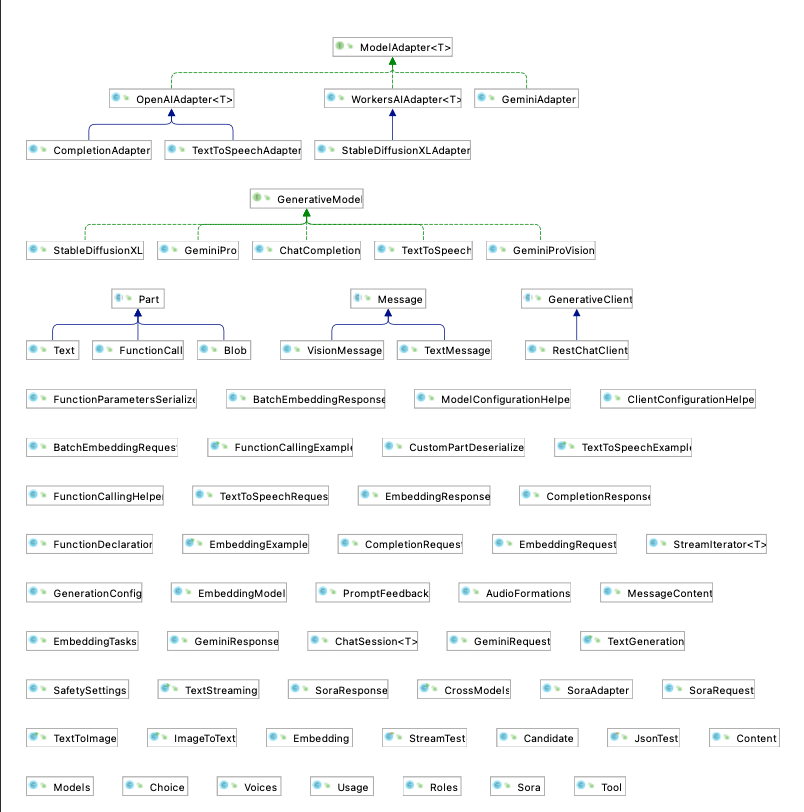 ModelAdapter<T>
OpenAIAdapter<T> WorkersAIAdapter<T> GeminiAdapter
CompletionAdapter TextToSpeechAdapter StableDiffusionXLAdapter
GenerativeModel
StableDiffusionXL GeminiPro ChatCompletion TextToSpeech GeminiProVision
Part Message GenerativeClient
Text FunctionCall Blob VisionMessage TextMessage RestChatClient
FunctionParametersSerialize BatchEmbeddingResponse ModelConfigurationHelpe ClientConfigurationHelpe
BatchEmbeddingRequest FunctionCallingExample CustomPartDeserialize TextToSpeechExample
FunctionCallingHelper TextToSpeechReques EmbeddingResponse CompletionResponse
FunctionDeclaration EmbeddingExample CompletionRequest EmbeddingRequest StreamIterator<T>
GenerationConfig EmbeddingModel PromptFeedback AudioFormations MessageContent
EmbeddingTasks GeminiResponse ChatSession<T> GeminiRequest TextGeneration
SafetySettings TextStreaming SoraResponse CrossModels SoraAdapter SoraRequest
TextToImage ImageToText Embedding StreamTest Candidate JsonTest Content
Models Choice Voices Usage Roles Sora Tool